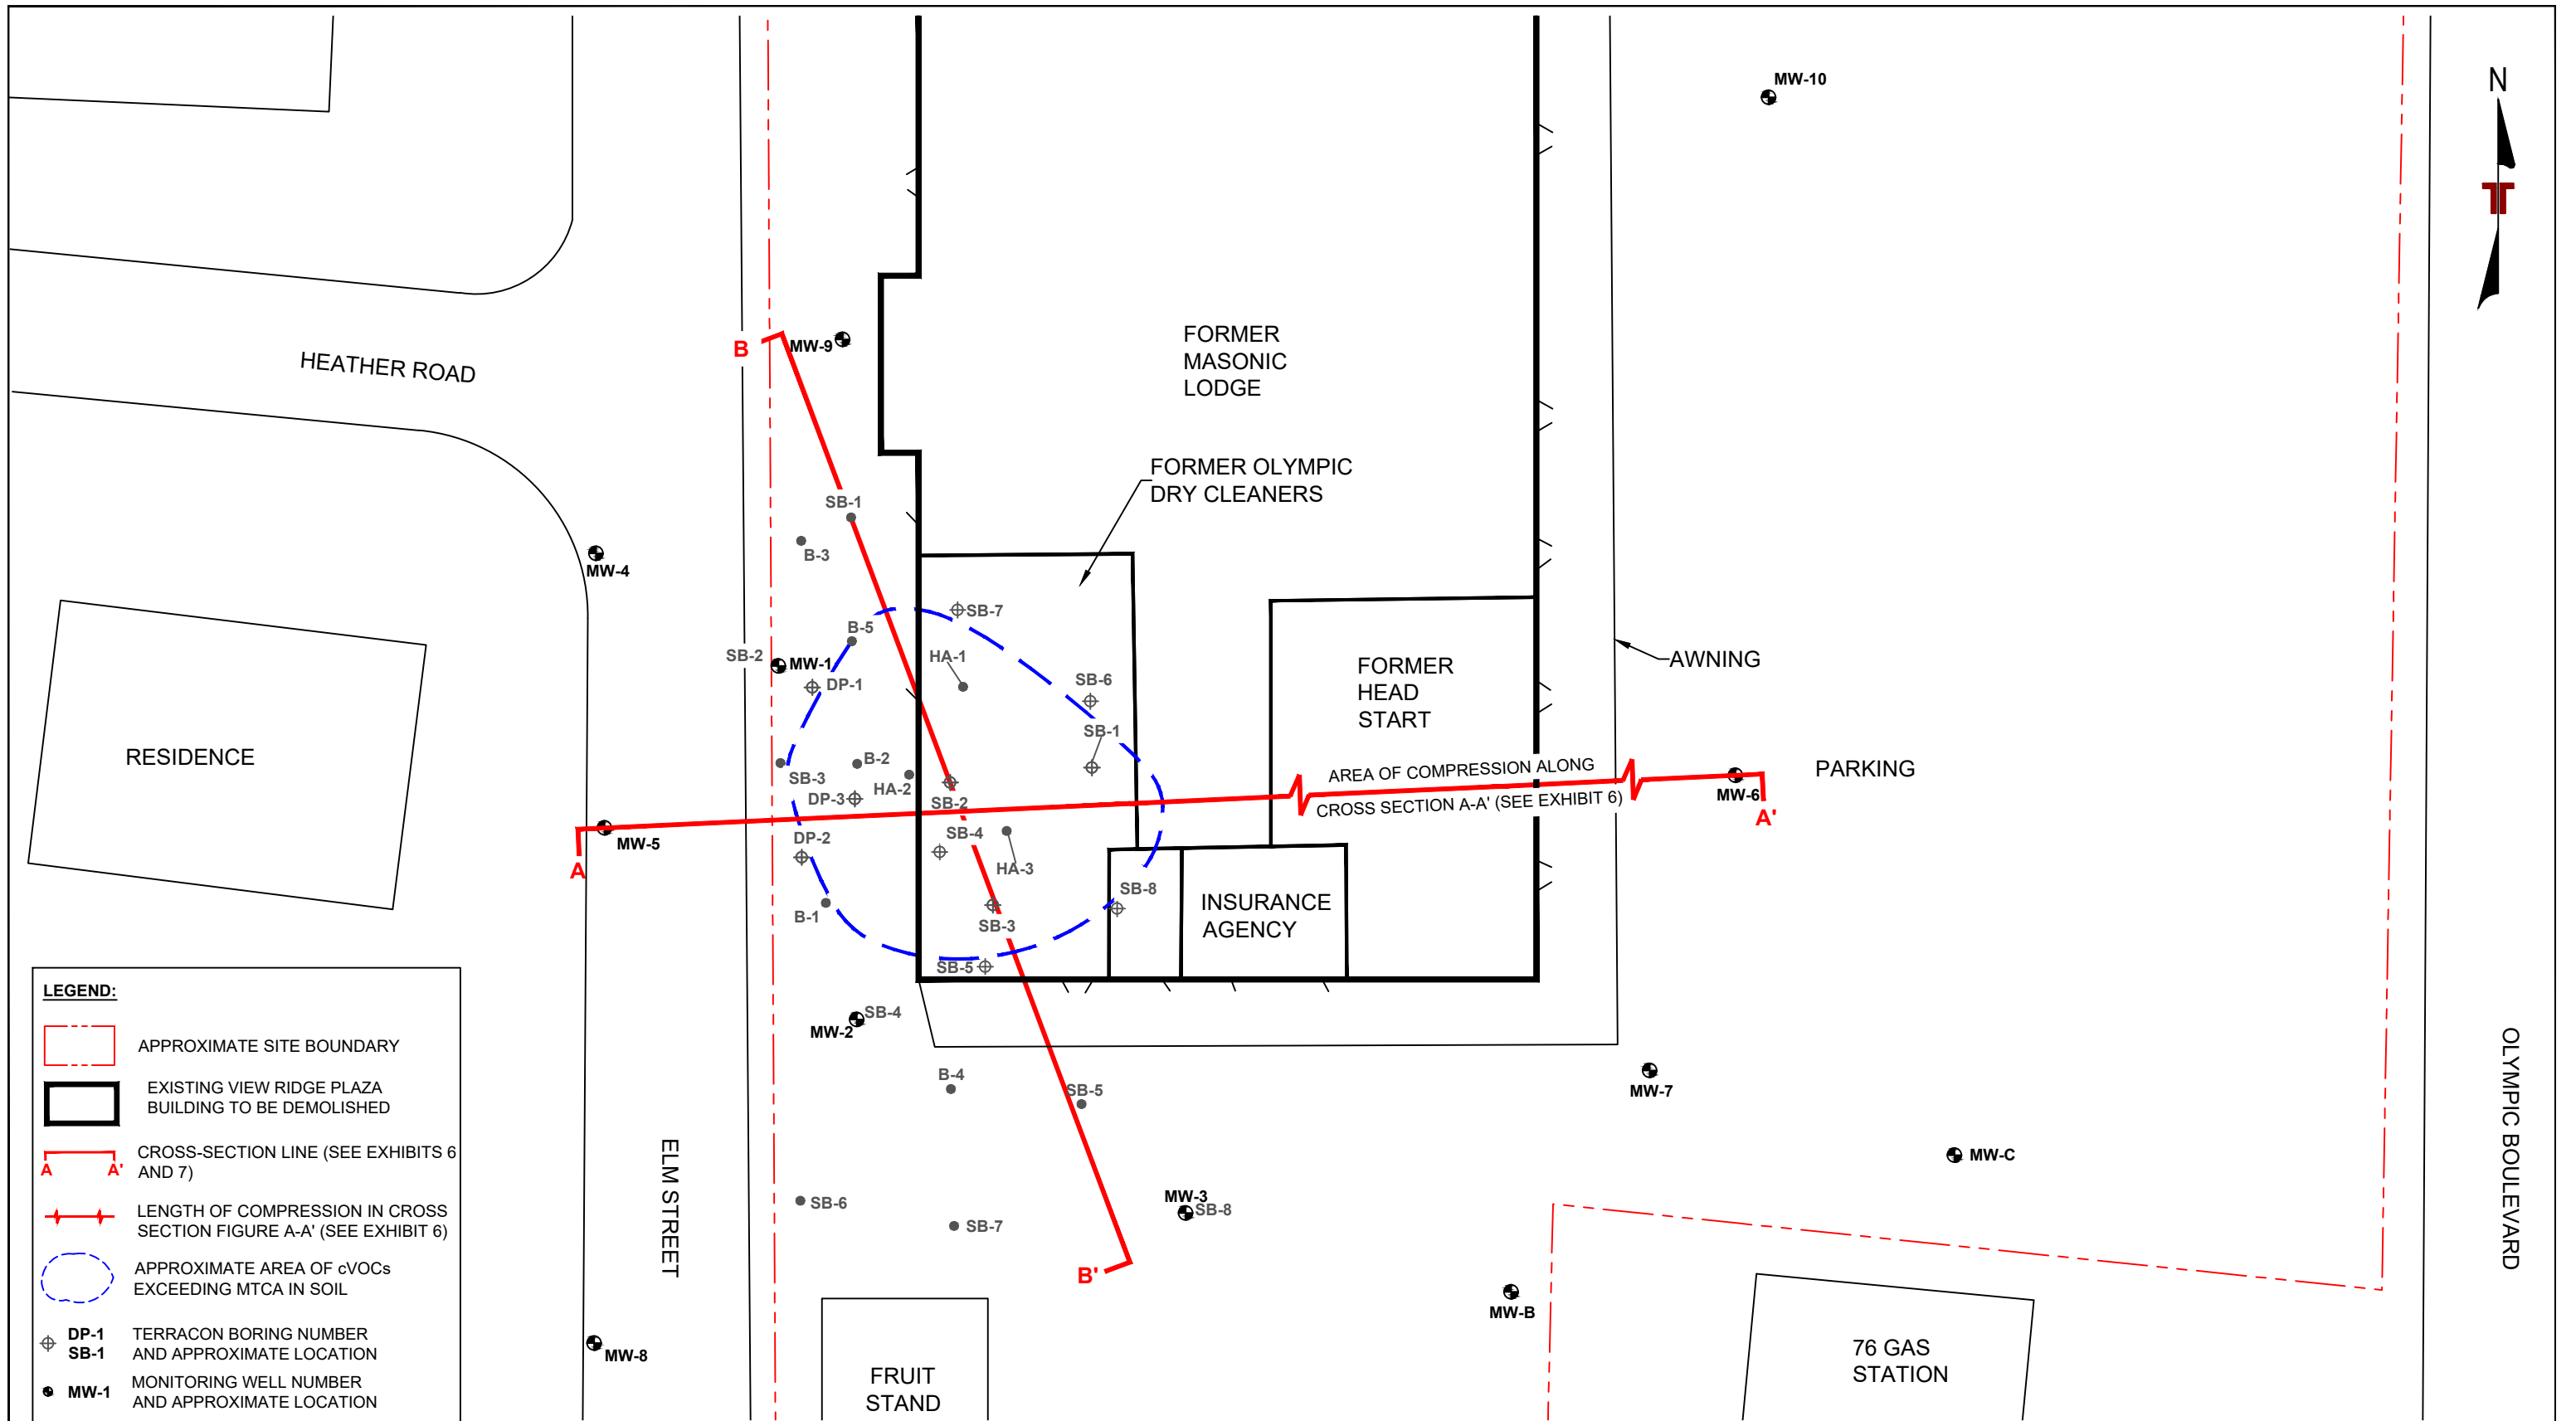 MW-10
N
HEATHER ROAD
B
MW-9
FORMER
MASONIC
LODGE
FORMER OLYMPIC
DRY CLEANERS
SB-1
B-3
MW-4
SB-7
B-5
SB-2
MW-1
DP-1
HA-1
SB-6
SB-1
FORMER
HEAD
START
AWNING
RESIDENCE
B-2
SB-3
HA-2
DP-3
SB-2
AREA OF COMPRESSION ALONG
CROSS SECTION A-A' (SEE EXHIBIT 6)
PARKING
MW-6
A'
MW-5
A
DP-2
SB-4
HA-3
B-1
SB-3
SB-8
INSURANCE
AGENCY
SB-5
SB-4
MW-2
B-4
SB-5
MW-7
MW-C
MW-3
SB-8
SB-6
SB-7
B'
MW-B
MW-8
ELM STREET
OLYMPIC BOULEVARD
FRUIT
STAND
76 GAS
STATION
LEGEND:
APPROXIMATE SITE BOUNDARY
EXISTING VIEW RIDGE PLAZA
BUILDING TO BE DEMOLISHED
A A' CROSS-SECTION LINE (SEE EXHIBITS 6
AND 7)
LENGTH OF COMPRESSION IN CROSS
SECTION FIGURE A-A' (SEE EXHIBIT 6)
APPROXIMATE AREA OF cVOCs
EXCEEDING MTCA IN SOIL
DP-1 TERRACON BORING NUMBER
SB-1 AND APPROXIMATE LOCATION
MW-1 MONITORING WELL NUMBER
AND APPROXIMATE LOCATION